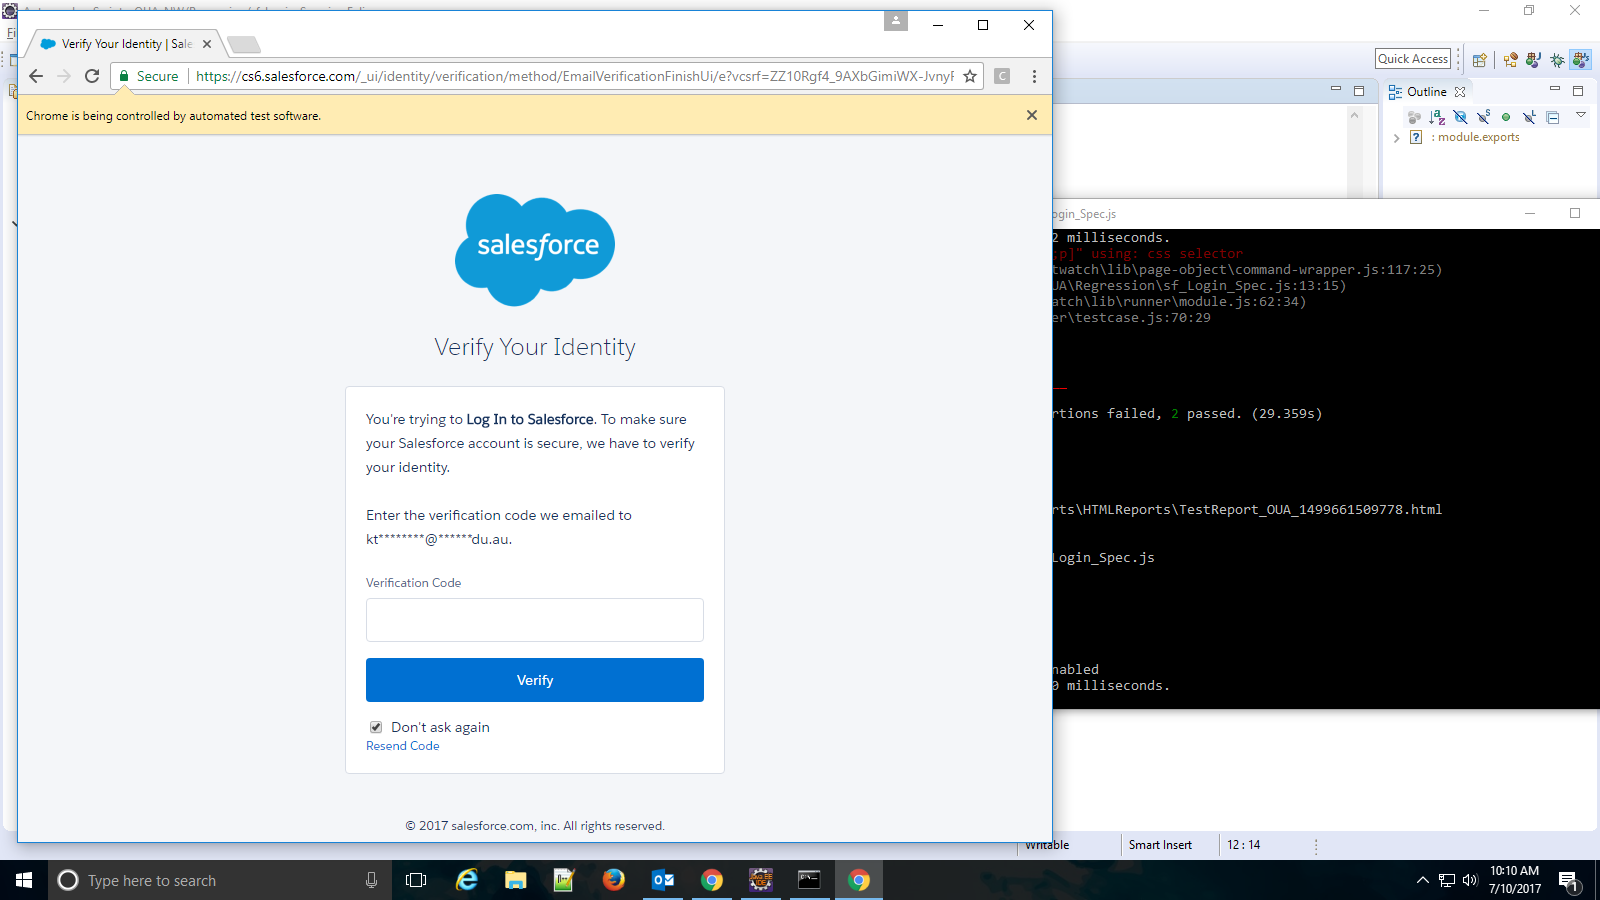 Verify Your Identity | Sale
Secure
https://cs6.salesforce.com/_ui/identity/verification/method/EmailVerificationFinishUi/e?vcsrf=ZZ10Rgf4_9AXbGimiWX-JvnyF
C
Chrome is being controlled by automated test software.
salesforce
Verify Your Identity
You're trying to Log In to Salesforce. To make sure
your Salesforce account is secure, we have to verify
your identity.
Enter the verification code we emailed to
kt********@******du.au.
Verification Code
Verify
Don't ask again
Resend Code
© 2017 salesforce.com, inc. All rights reserved.
Quick Access
Outline
: module.exports
ogin_Spec.js
2 milliseconds.
;p]" using: css selector
twatch\lib\page-object\command-wrapper.js:117:25)
UA\Regression\sf_Login_Spec.js:13:15)
atch\lib\runner\module.js:62:34)
er\testcase.js:70:29
rtions failed, 2 passed. (29.359s)
rts\HTMLReports\TestReport_OUA_1499661509778.html
Login_Spec.js
nabled
0 milliseconds.
Writable
Smart Insert
12 : 14
Type here to search
10:10 AM
7/10/2017
1